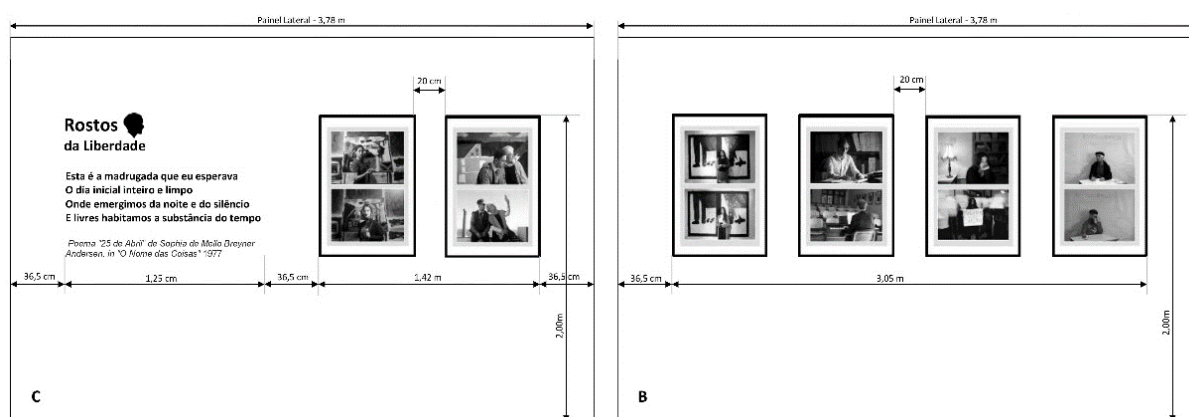 Painel Lateral - 3,78 m
20 cm
Rostos
da Liberdade
Esta é a madrugada que eu esperava
O dia inicial inteiro e limpo
Onde emergimos da noite e do silêncio
E livres habitamos a substância do tempo
Poema "25 de Abril" de Sophia de Mello Breyner
Andersen, in "O Nome das Coisas" 1977
36,5 cm
1,25 cm
36,5 cm
1,42 m
36,5 cm
2,00m
C
Painel Lateral - 3,78 m
20 cm
36,5 cm
3,05 m
2,00m
B